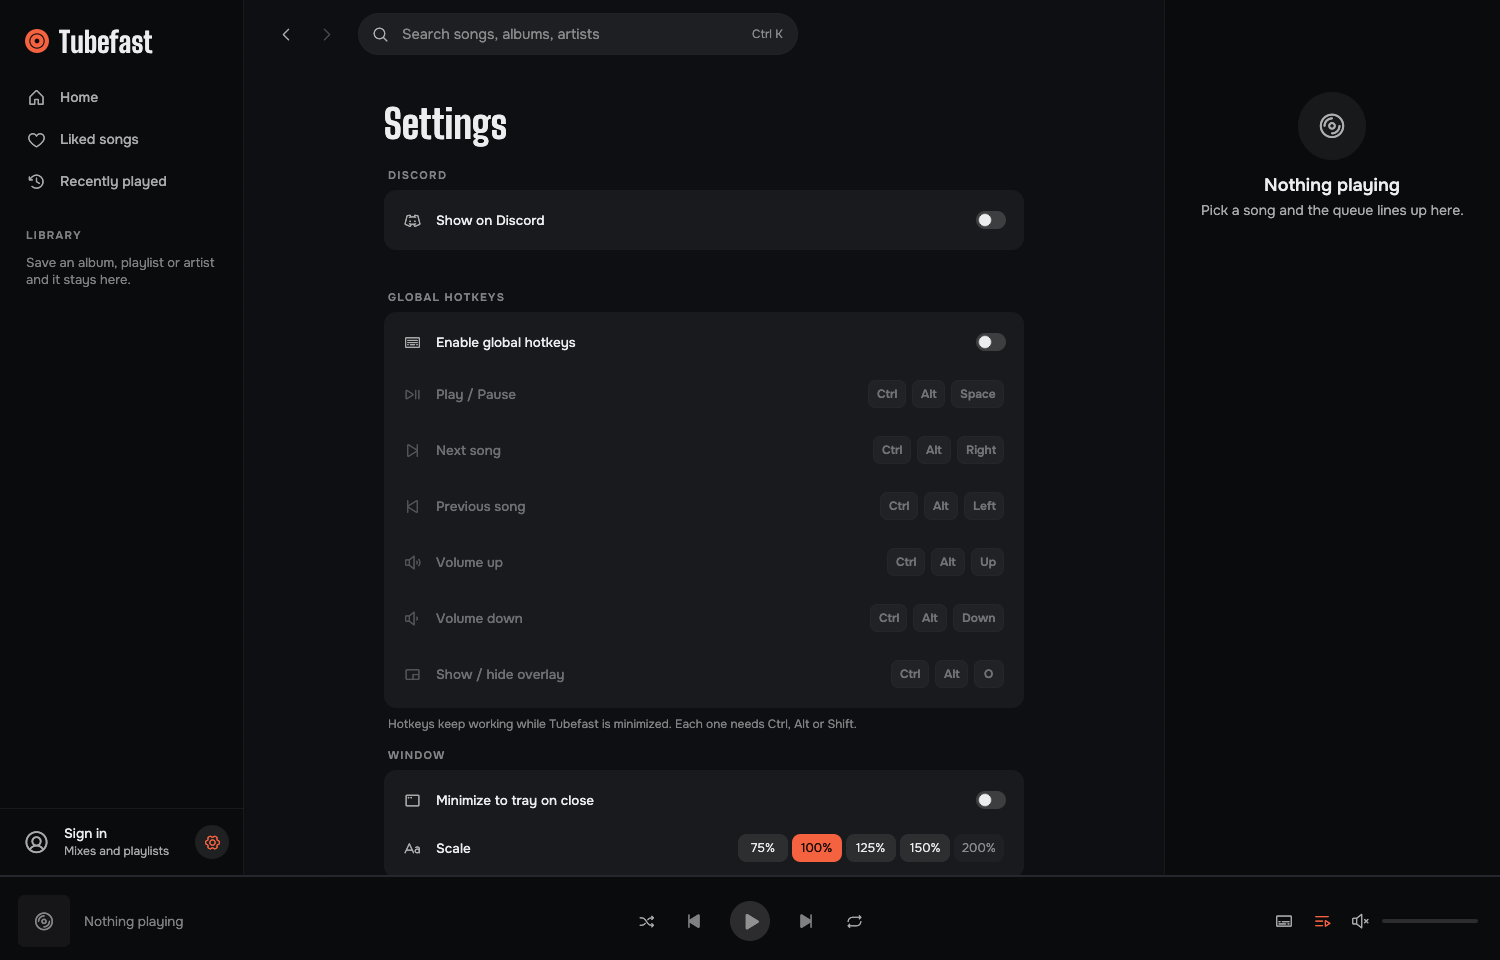 Tubefast
Home
Liked songs
Recently played
LIBRARY
Save an album, playlist or artist
and it stays here.
Sign in
Mixes and playlists
Search songs, albums, artists
Ctrl K
Settings
DISCORD
Show on Discord
GLOBAL HOTKEYS
Enable global hotkeys
Play / Pause Ctrl Alt Space
Next song Ctrl Alt Right
Previous song Ctrl Alt Left
Volume up Ctrl Alt Up
Volume down Ctrl Alt Down
Show / hide overlay Ctrl Alt O
Hotkeys keep working while Tubefast is minimized. Each one needs Ctrl, Alt or Shift.
WINDOW
Minimize to tray on close
Aa Scale 75% 100% 125% 150% 200%
Nothing playing
Pick a song and the queue lines up here.
Nothing playing